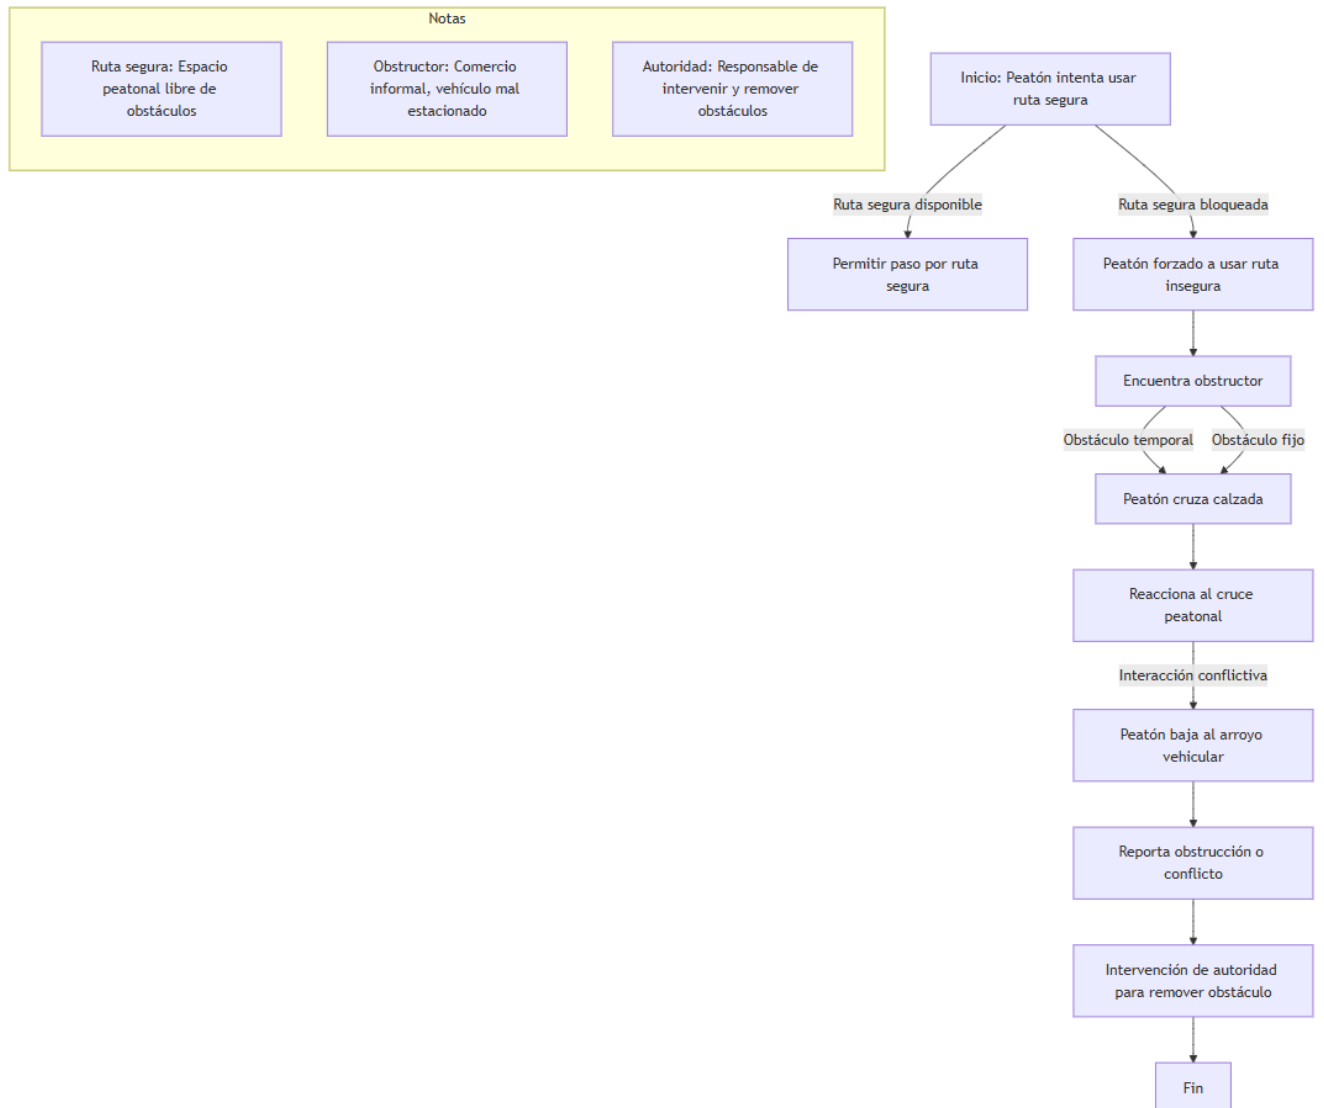 Notas
Ruta segura: Espacio
peatonal libre de
obstáculos
Obstructor: Comercio
informal, vehículo mal
estacionado
Autoridad: Responsable de
intervenir y remover
obstáculos
Inicio: Peatón intenta usar
ruta segura
Ruta segura disponible
Ruta segura bloqueada
Permitir paso por ruta
segura
Peatón forzado a usar ruta
insegura
Encuentra obstructor
Obstáculo temporal
Obstáculo fijo
Peatón cruza calzada
Reacciona al cruce
peatonal
Interacción conflictiva
Peatón baja al arroyo
vehicular
Reporta obstrucción o
conflicto
Intervención de autoridad
para remover obstáculo
Fin